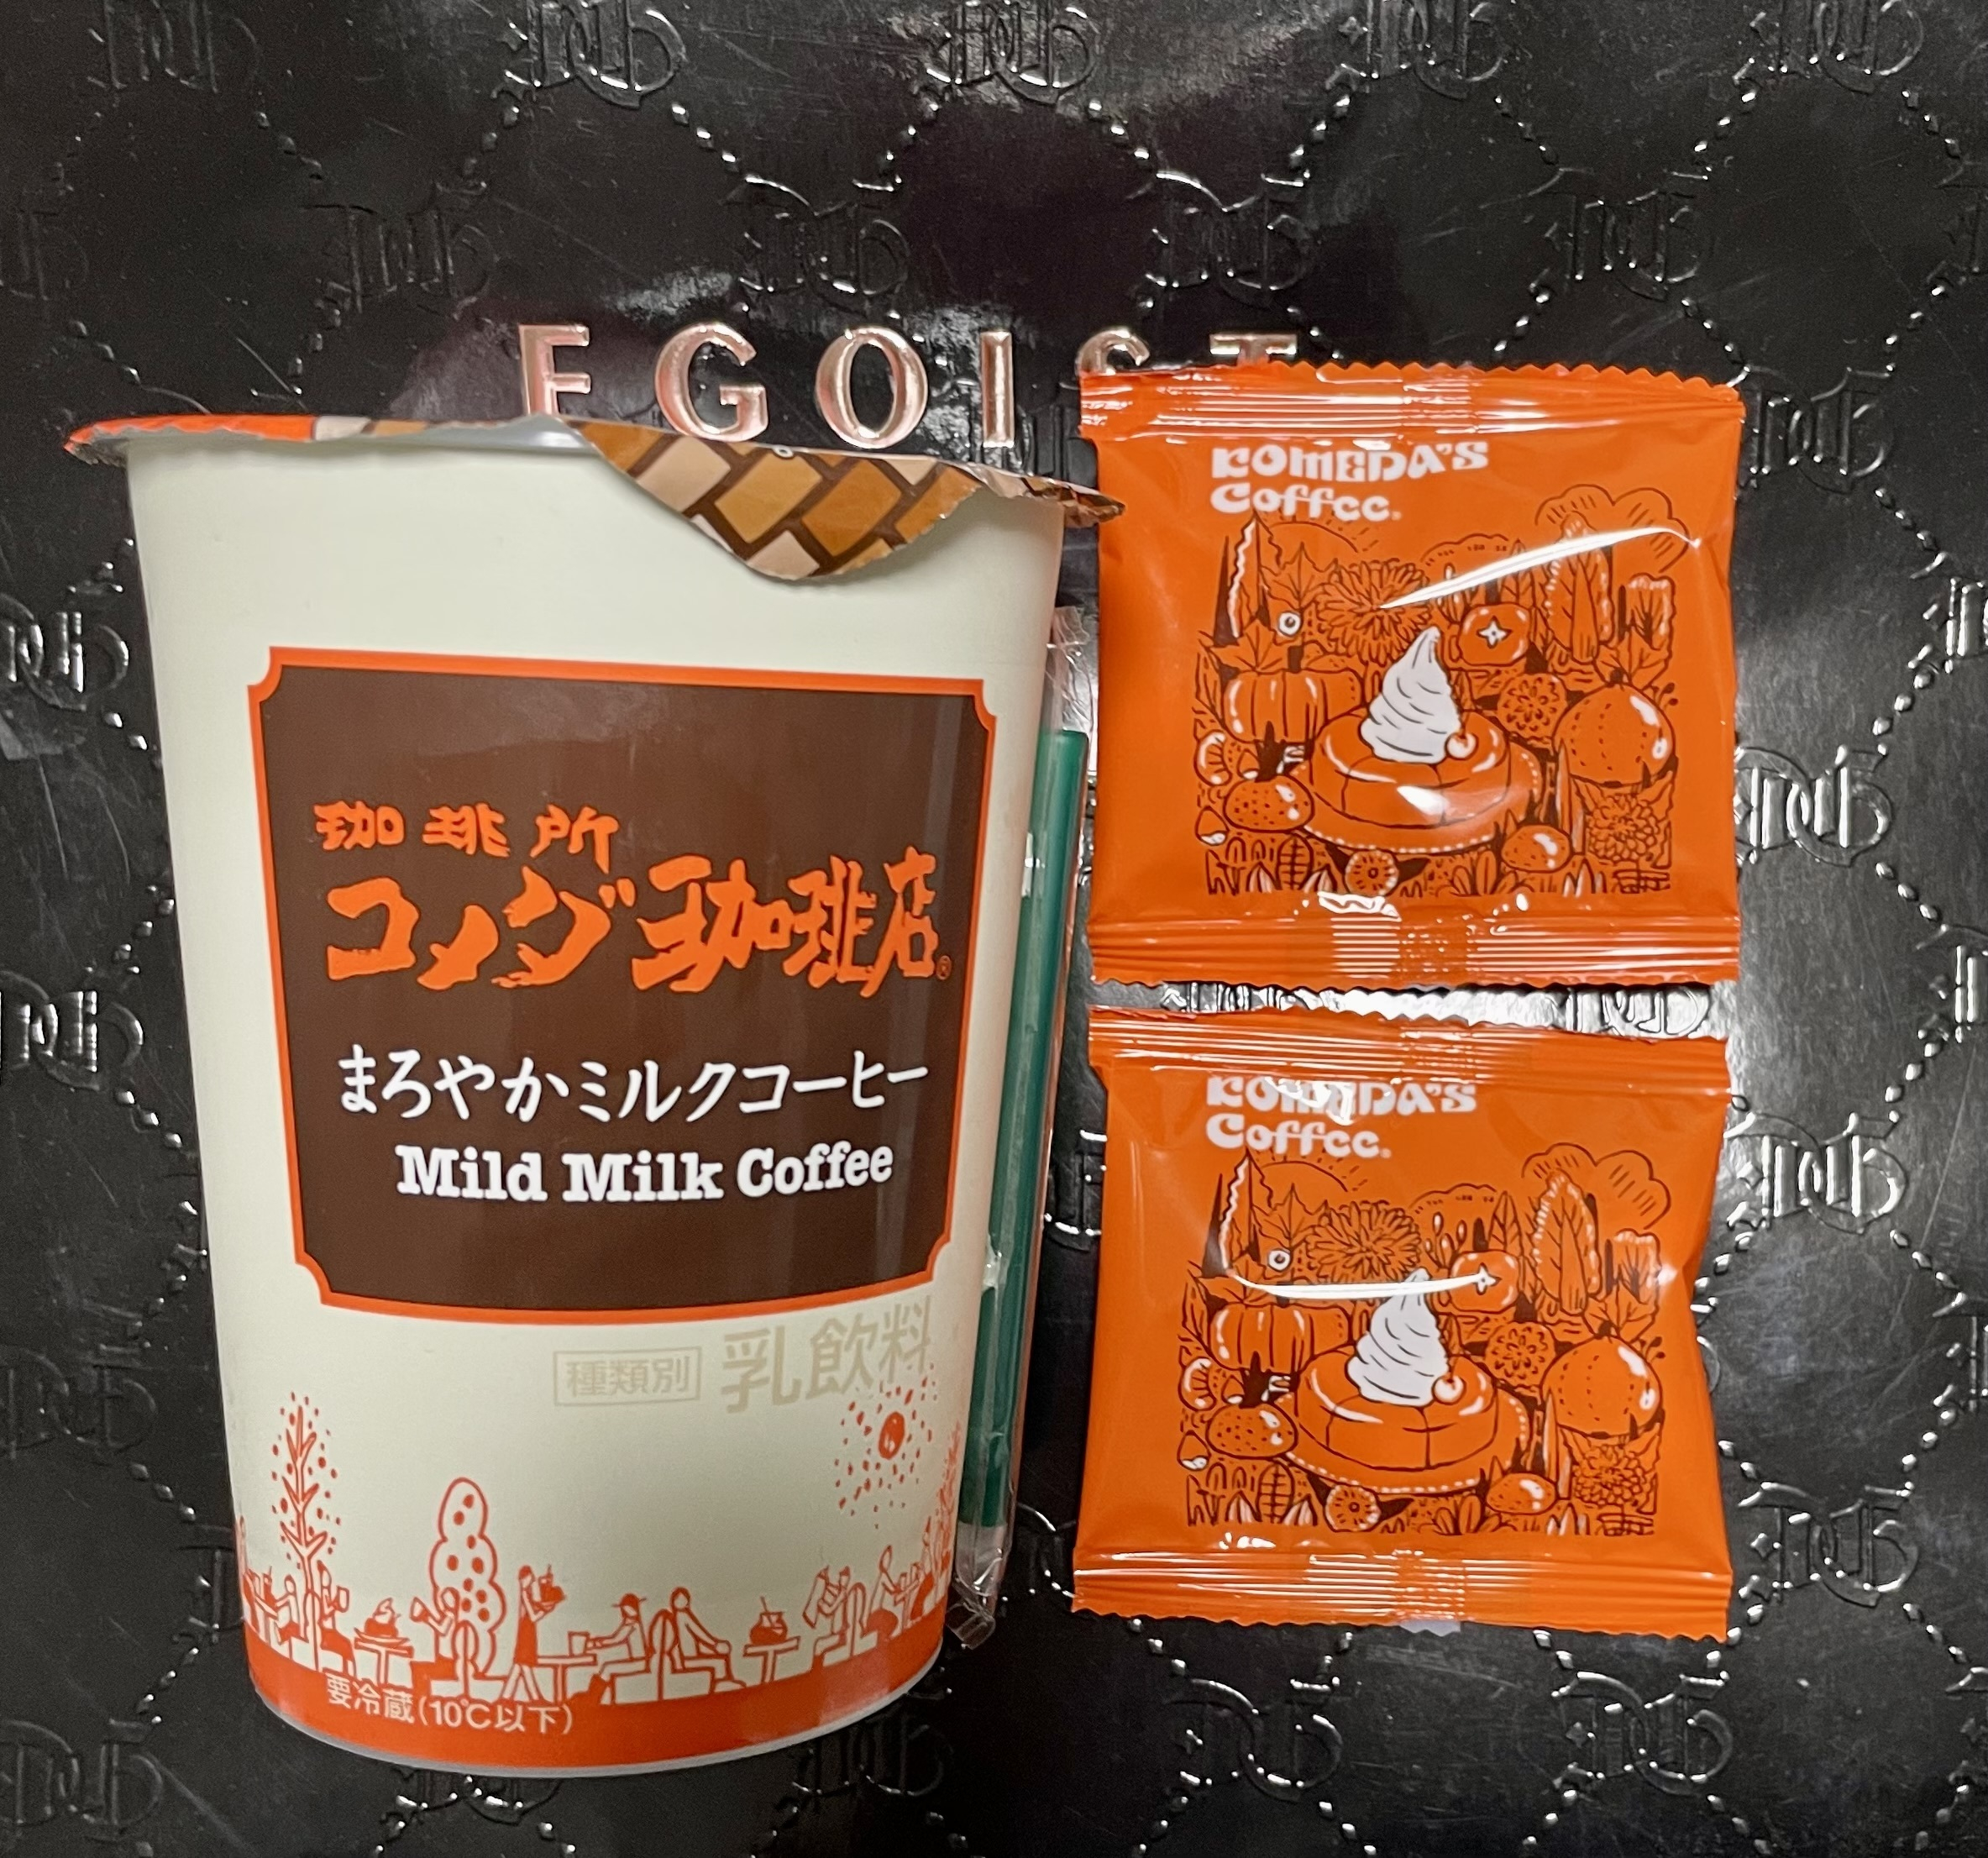 EGOIST
珈琲所
コメダ珈琲店®
まろやかミルクコーヒー
Mild Milk Coffee
種類別 乳飲料
要冷蔵(10℃以下)
KOMEDA'S
Coffee®
KOMEDA'S
Coffee®